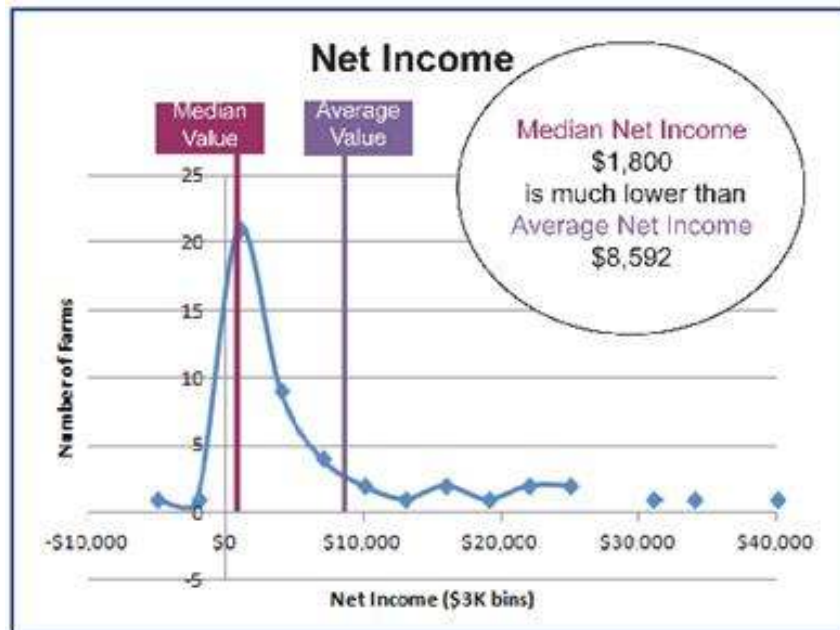 Net Income
Median
Value
Average
Value
Median Net Income
$1,800
is much lower than
Average Net Income
$8,592
25
20
15
10
5
0
-5
Number of Farms
-$10,000
$0
$10,000
$20,000
$30,000
$40,000
Net Income ($3K bins)